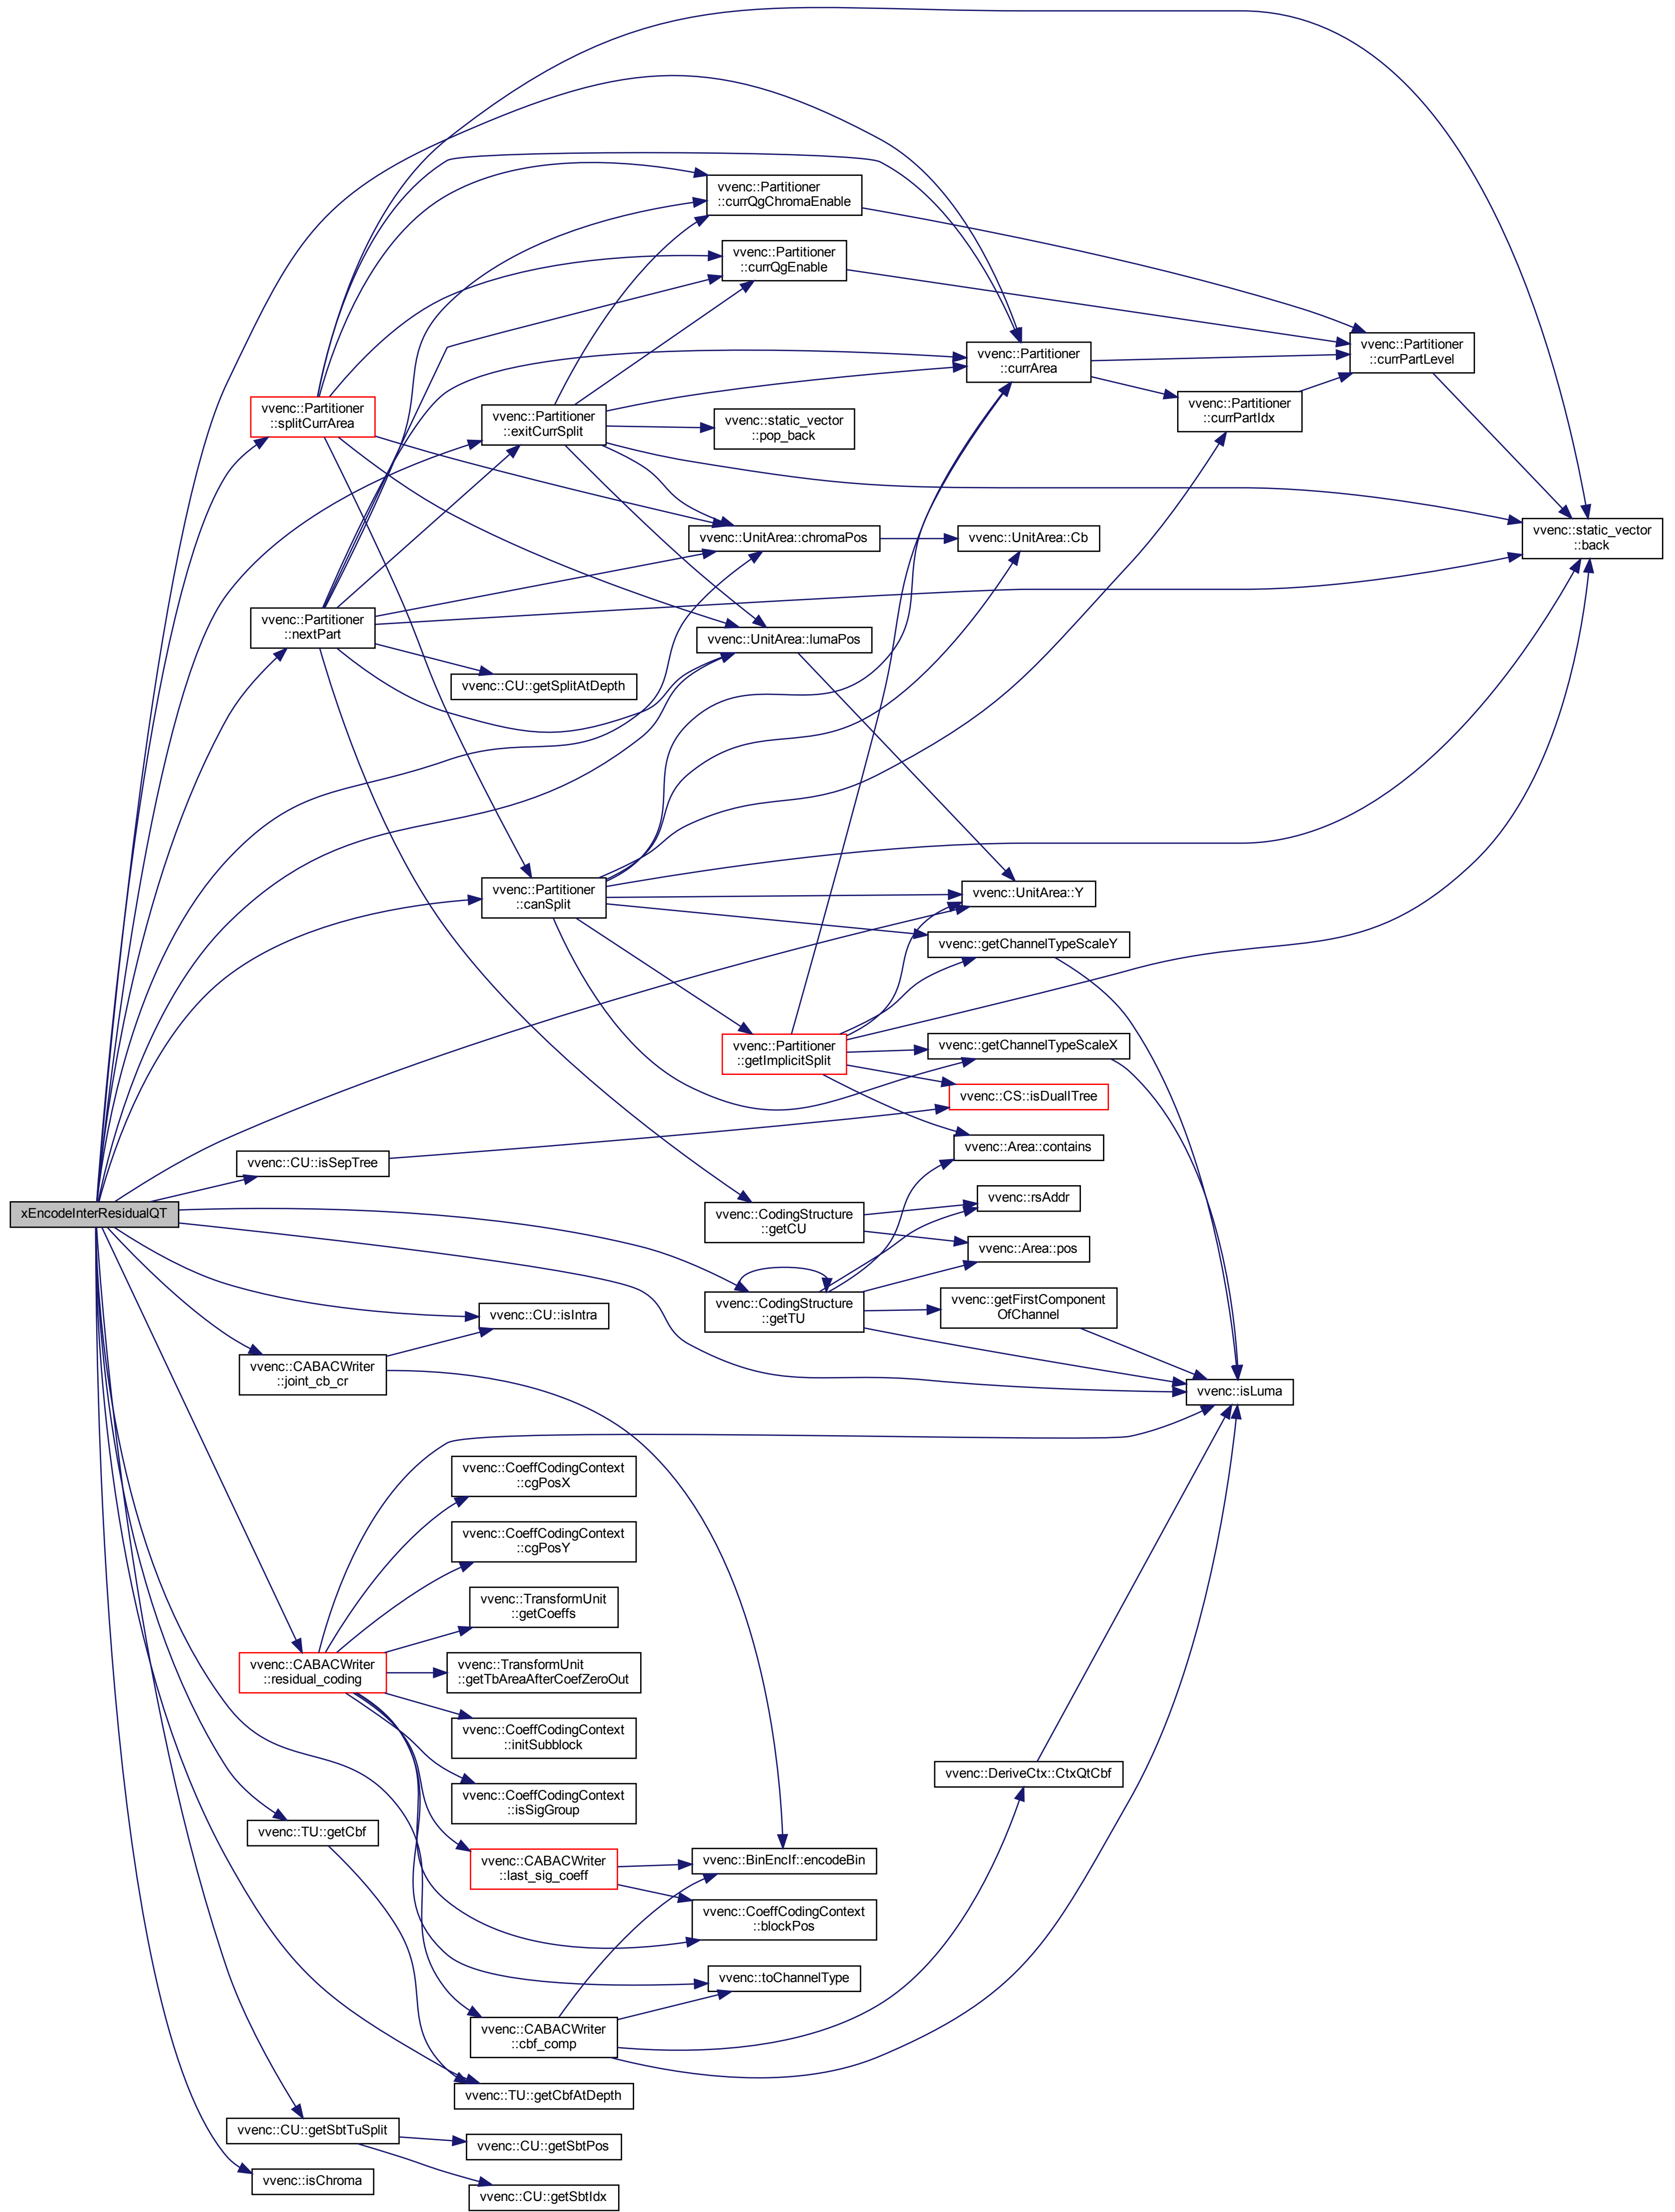 vvenc::Partitioner
::currQgChromaEnable
vvenc::Partitioner
::currQgEnable
vvenc::Partitioner
::currPartLevel
vvenc::Partitioner
::currArea
vvenc::Partitioner
::currPartIdx
vvenc::Partitioner
::splitCurrArea
vvenc::Partitioner
::exitCurrSplit
vvenc::static_vector
::pop_back
vvenc::static_vector
::back
vvenc::UnitArea::chromaPos
vvenc::UnitArea::Cb
vvenc::Partitioner
::nextPart
vvenc::UnitArea::lumaPos
vvenc::CU::getSplitAtDepth
vvenc::Partitioner
::canSplit
vvenc::UnitArea::Y
vvenc::getChannelTypeScaleY
vvenc::Partitioner
::getImplicitSplit
vvenc::getChannelTypeScaleX
vvenc::CS::isDualITree
vvenc::Area::contains
vvenc::CU::isSepTree
vvenc::rsAddr
xEncodeInterResidualQT
vvenc::CodingStructure
::getCU
vvenc::Area::pos
vvenc::CodingStructure
::getTU
vvenc::getFirstComponent
OfChannel
vvenc::CU::isIntra
vvenc::CABACWriter
::joint_cb_cr
vvenc::isLuma
vvenc::CoeffCodingContext
::cgPosX
vvenc::CoeffCodingContext
::cgPosY
vvenc::TransformUnit
::getCoeffs
vvenc::CABACWriter
::residual_coding
vvenc::TransformUnit
::getTbAreaAfterCoefZeroOut
vvenc::CoeffCodingContext
::initSubblock
vvenc::CoeffCodingContext
::isSigGroup
vvenc::DeriveCtx::CtxQtCbf
vvenc::TU::getCbf
vvenc::CABACWriter
::last_sig_coeff
vvenc::BinEncIf::encodeBin
vvenc::CoeffCodingContext
::blockPos
vvenc::toChannelType
vvenc::CABACWriter
::cbf_comp
vvenc::TU::getCbfAtDepth
vvenc::CU::getSbtTuSplit
vvenc::CU::getSbtPos
vvenc::isChroma
vvenc::CU::getSbtIdx